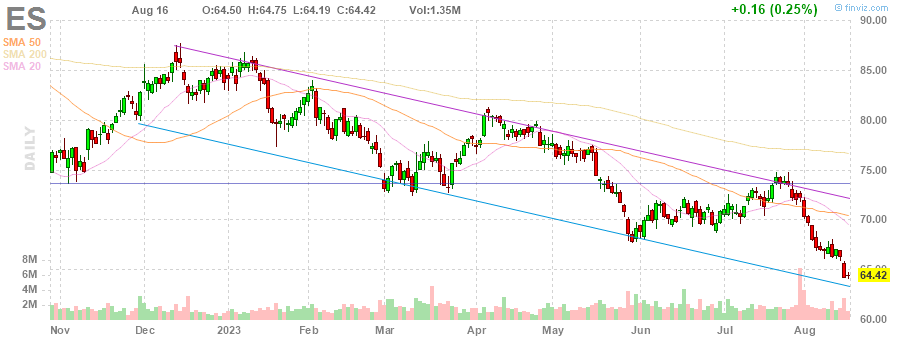 ES
Aug 16 O:64.50 H:64.75 L:64.19 C:64.42 Vol:1.35M
+0.16 (0.25%)
© finviz.com
SMA 50
SMA 200
SMA 20
DAILY
90.00
85.00
80.00
75.00
70.00
65.00
64.42
60.00
8M
6M
4M
2M
Nov Dec 2023 Feb Mar Apr May Jun Jul Aug